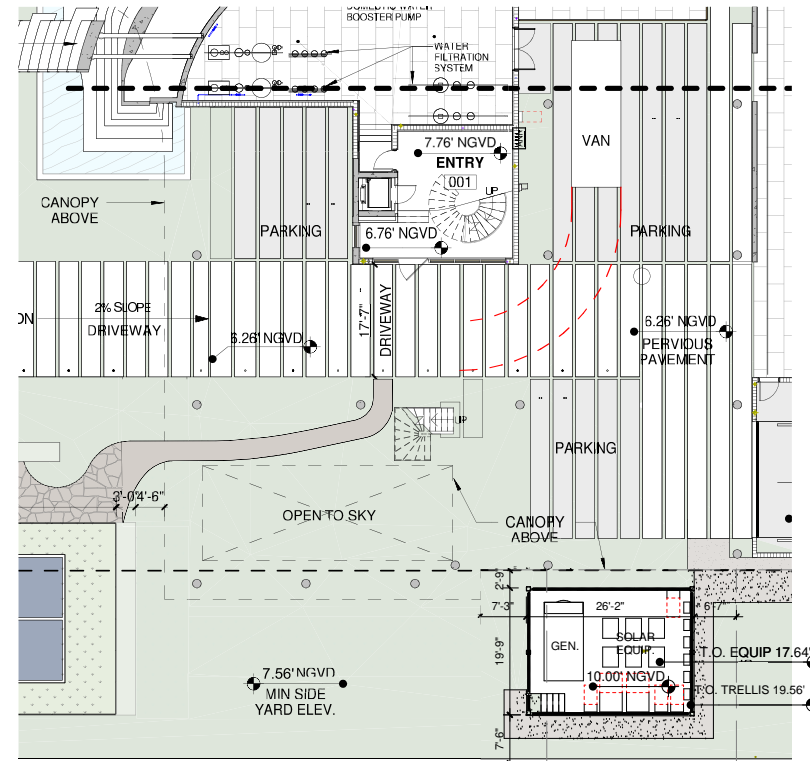 DOMESTIC WATER
BOOSTER PUMP
WATER
FILTRATION
SYSTEM
VAN
7.76' NGVD
ENTRY
001
UP
CANOPY
ABOVE
PARKING
6.76' NGVD
PARKING
ON
2% SLOPE
DRIVEWAY
6.26' NGVD
17'-7"
DRIVEWAY
6.26' NGVD
PERVIOUS
PAVEMENT
UP
PARKING
3'-0"
4'-6"
OPEN TO SKY
CANOPY
ABOVE
2'-9"
7'-3"
26'-2"
6'-7"
19'-9"
GEN.
SOLAR
EQUIP.
T.O. EQUIP 17.64'
10.00' NGVD
T.O. TRELLIS 19.56'
7.56' NGVD
MIN SIDE
YARD ELEV.
7'-6"